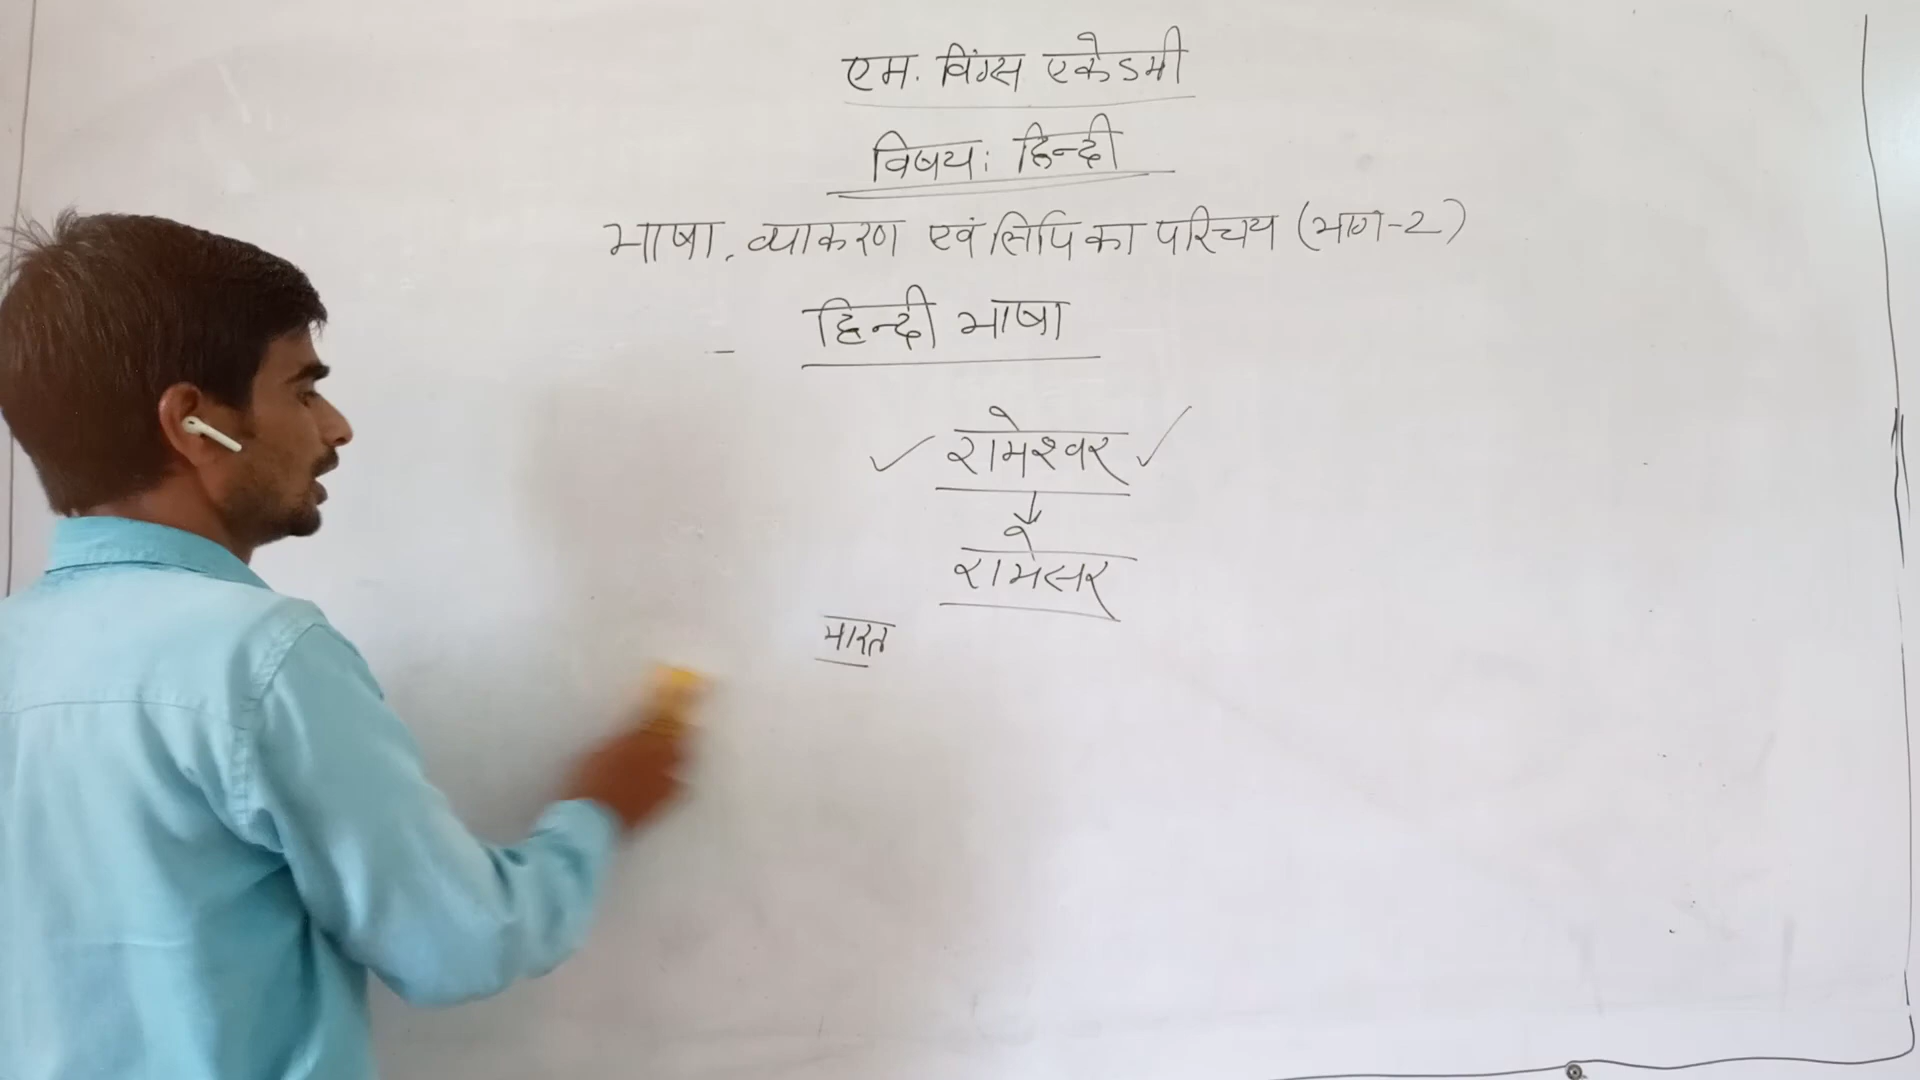 एम. विंग्स एकेडमी
विषय: हिन्दी
भाषा, व्याकरण एवं लिपि का परिचय (भाग-2)
हिन्दी भाषा
रामेश्वर
रामेसर
भारत